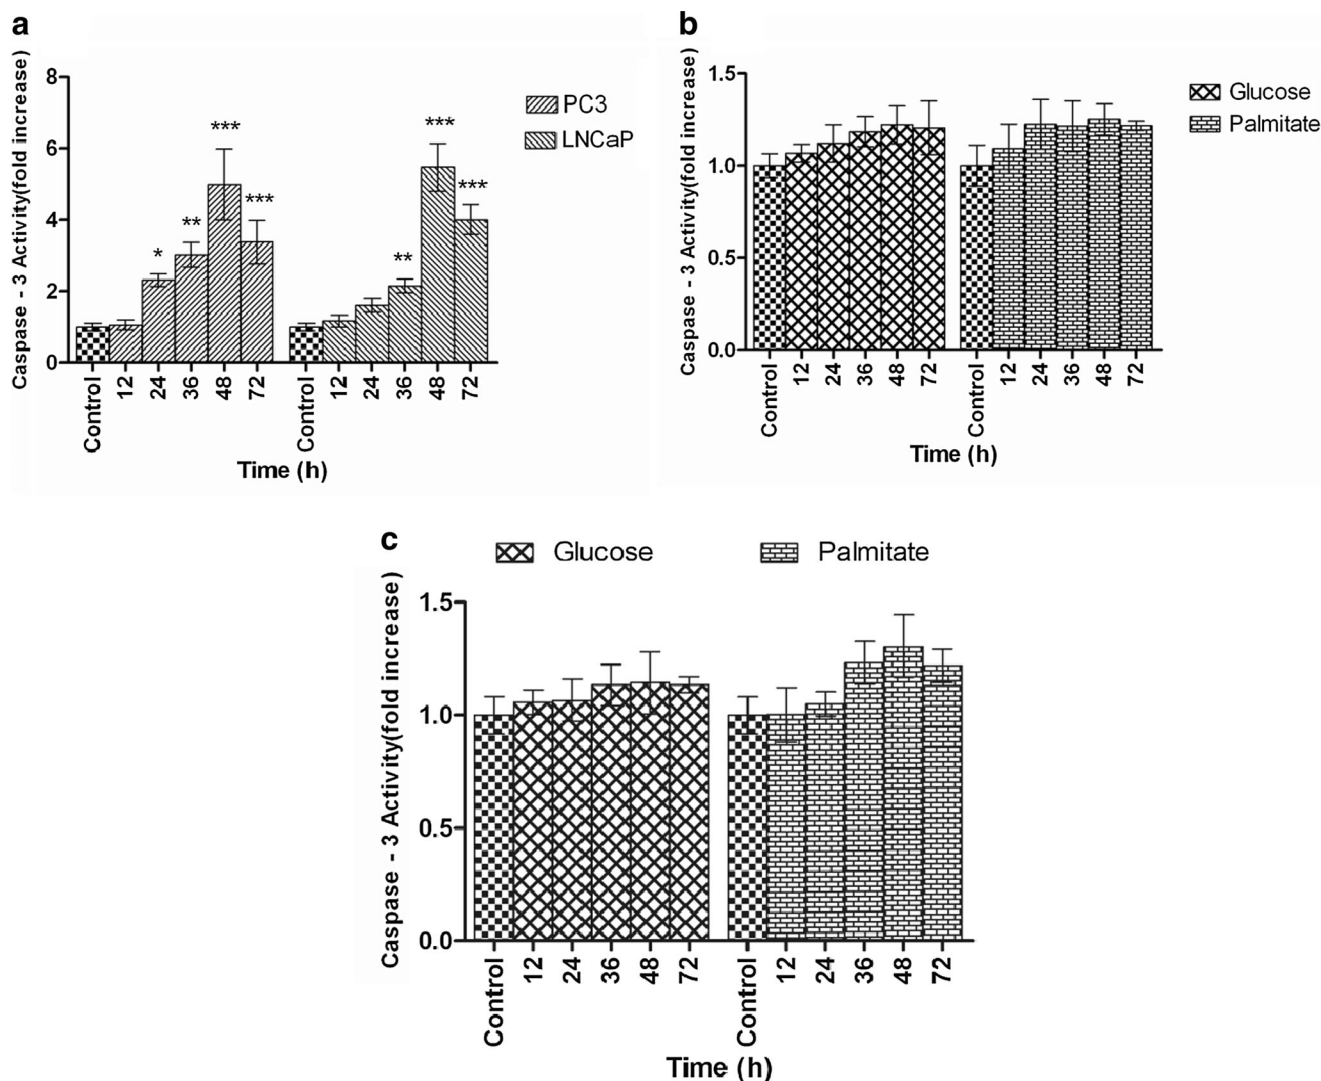 a
Caspase - 3 Activity(fold increase)
8
6
4
2
0
*
**
***
***
**
***
***
PC3
LNCaP
Control 12 24 36 48 72 Control 12 24 36 48 72
Time (h)
b
Caspase - 3 Activity(fold increase)
1.5
1.0
0.5
0.0
Glucose
Palmitate
Control 12 24 36 48 72 Control 12 24 36 48 72
Time (h)
c
Glucose Palmitate
Caspase - 3 Activity(fold increase)
1.5
1.0
0.5
0.0
Control 12 24 36 48 72 Control 12 24 36 48 72
Time (h)